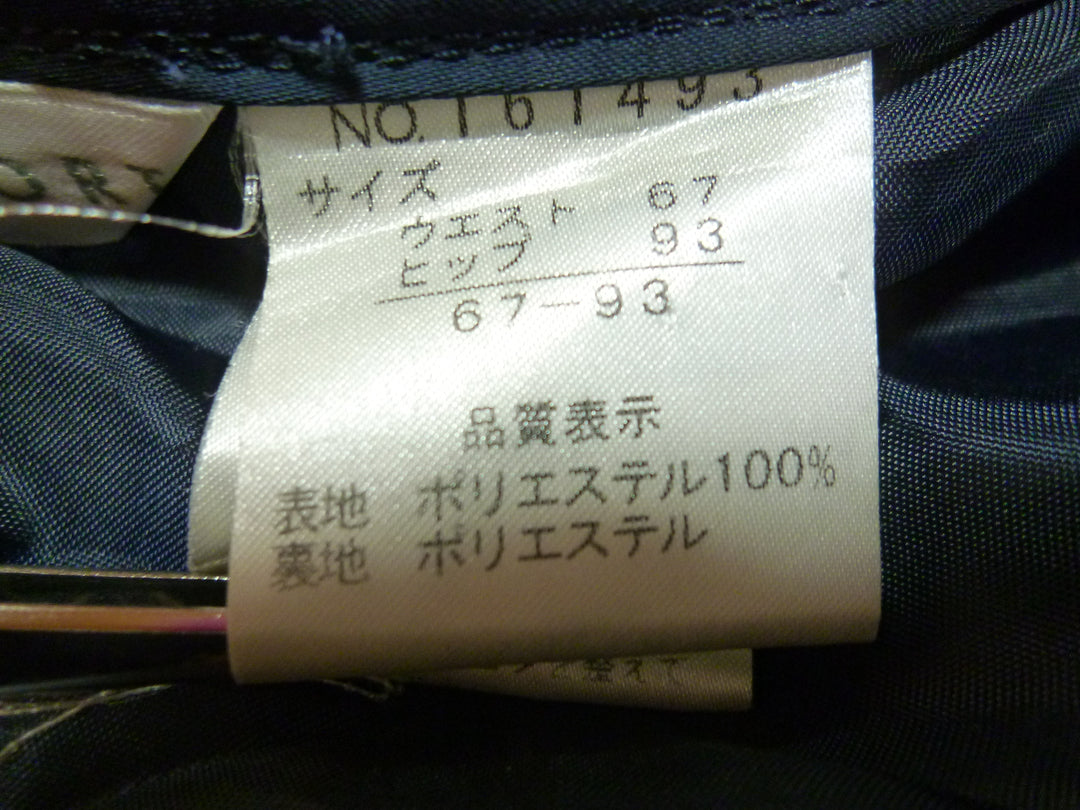 NO.161493
サイズ
ウエスト 67
ヒップ 93
67－93
品質表示
表地 ポリエステル100%
裏地 ポリエステル